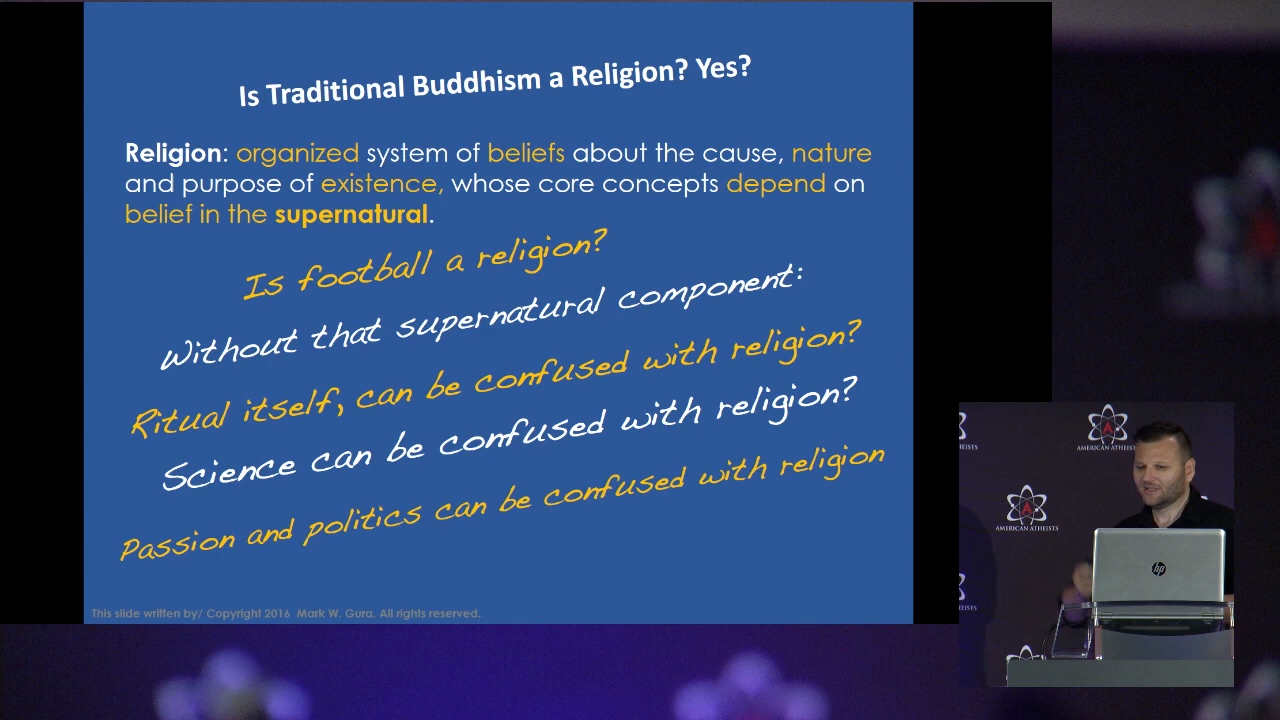 Is Traditional Buddhism a Religion? Yes?
Religion: organized system of beliefs about the cause, nature
and purpose of existence, whose core concepts depend on
belief in the supernatural.
Is football a religion?
Without that supernatural component:
Ritual itself, can be confused with religion?
Science can be confused with religion?
Passion and politics can be confused with religion
This slide written by/ Copyright 2016 Mark W. Gura. All rights reserved.
A
AMERICAN ATHEISTS
A
AMERICAN ATHEISTS
hp